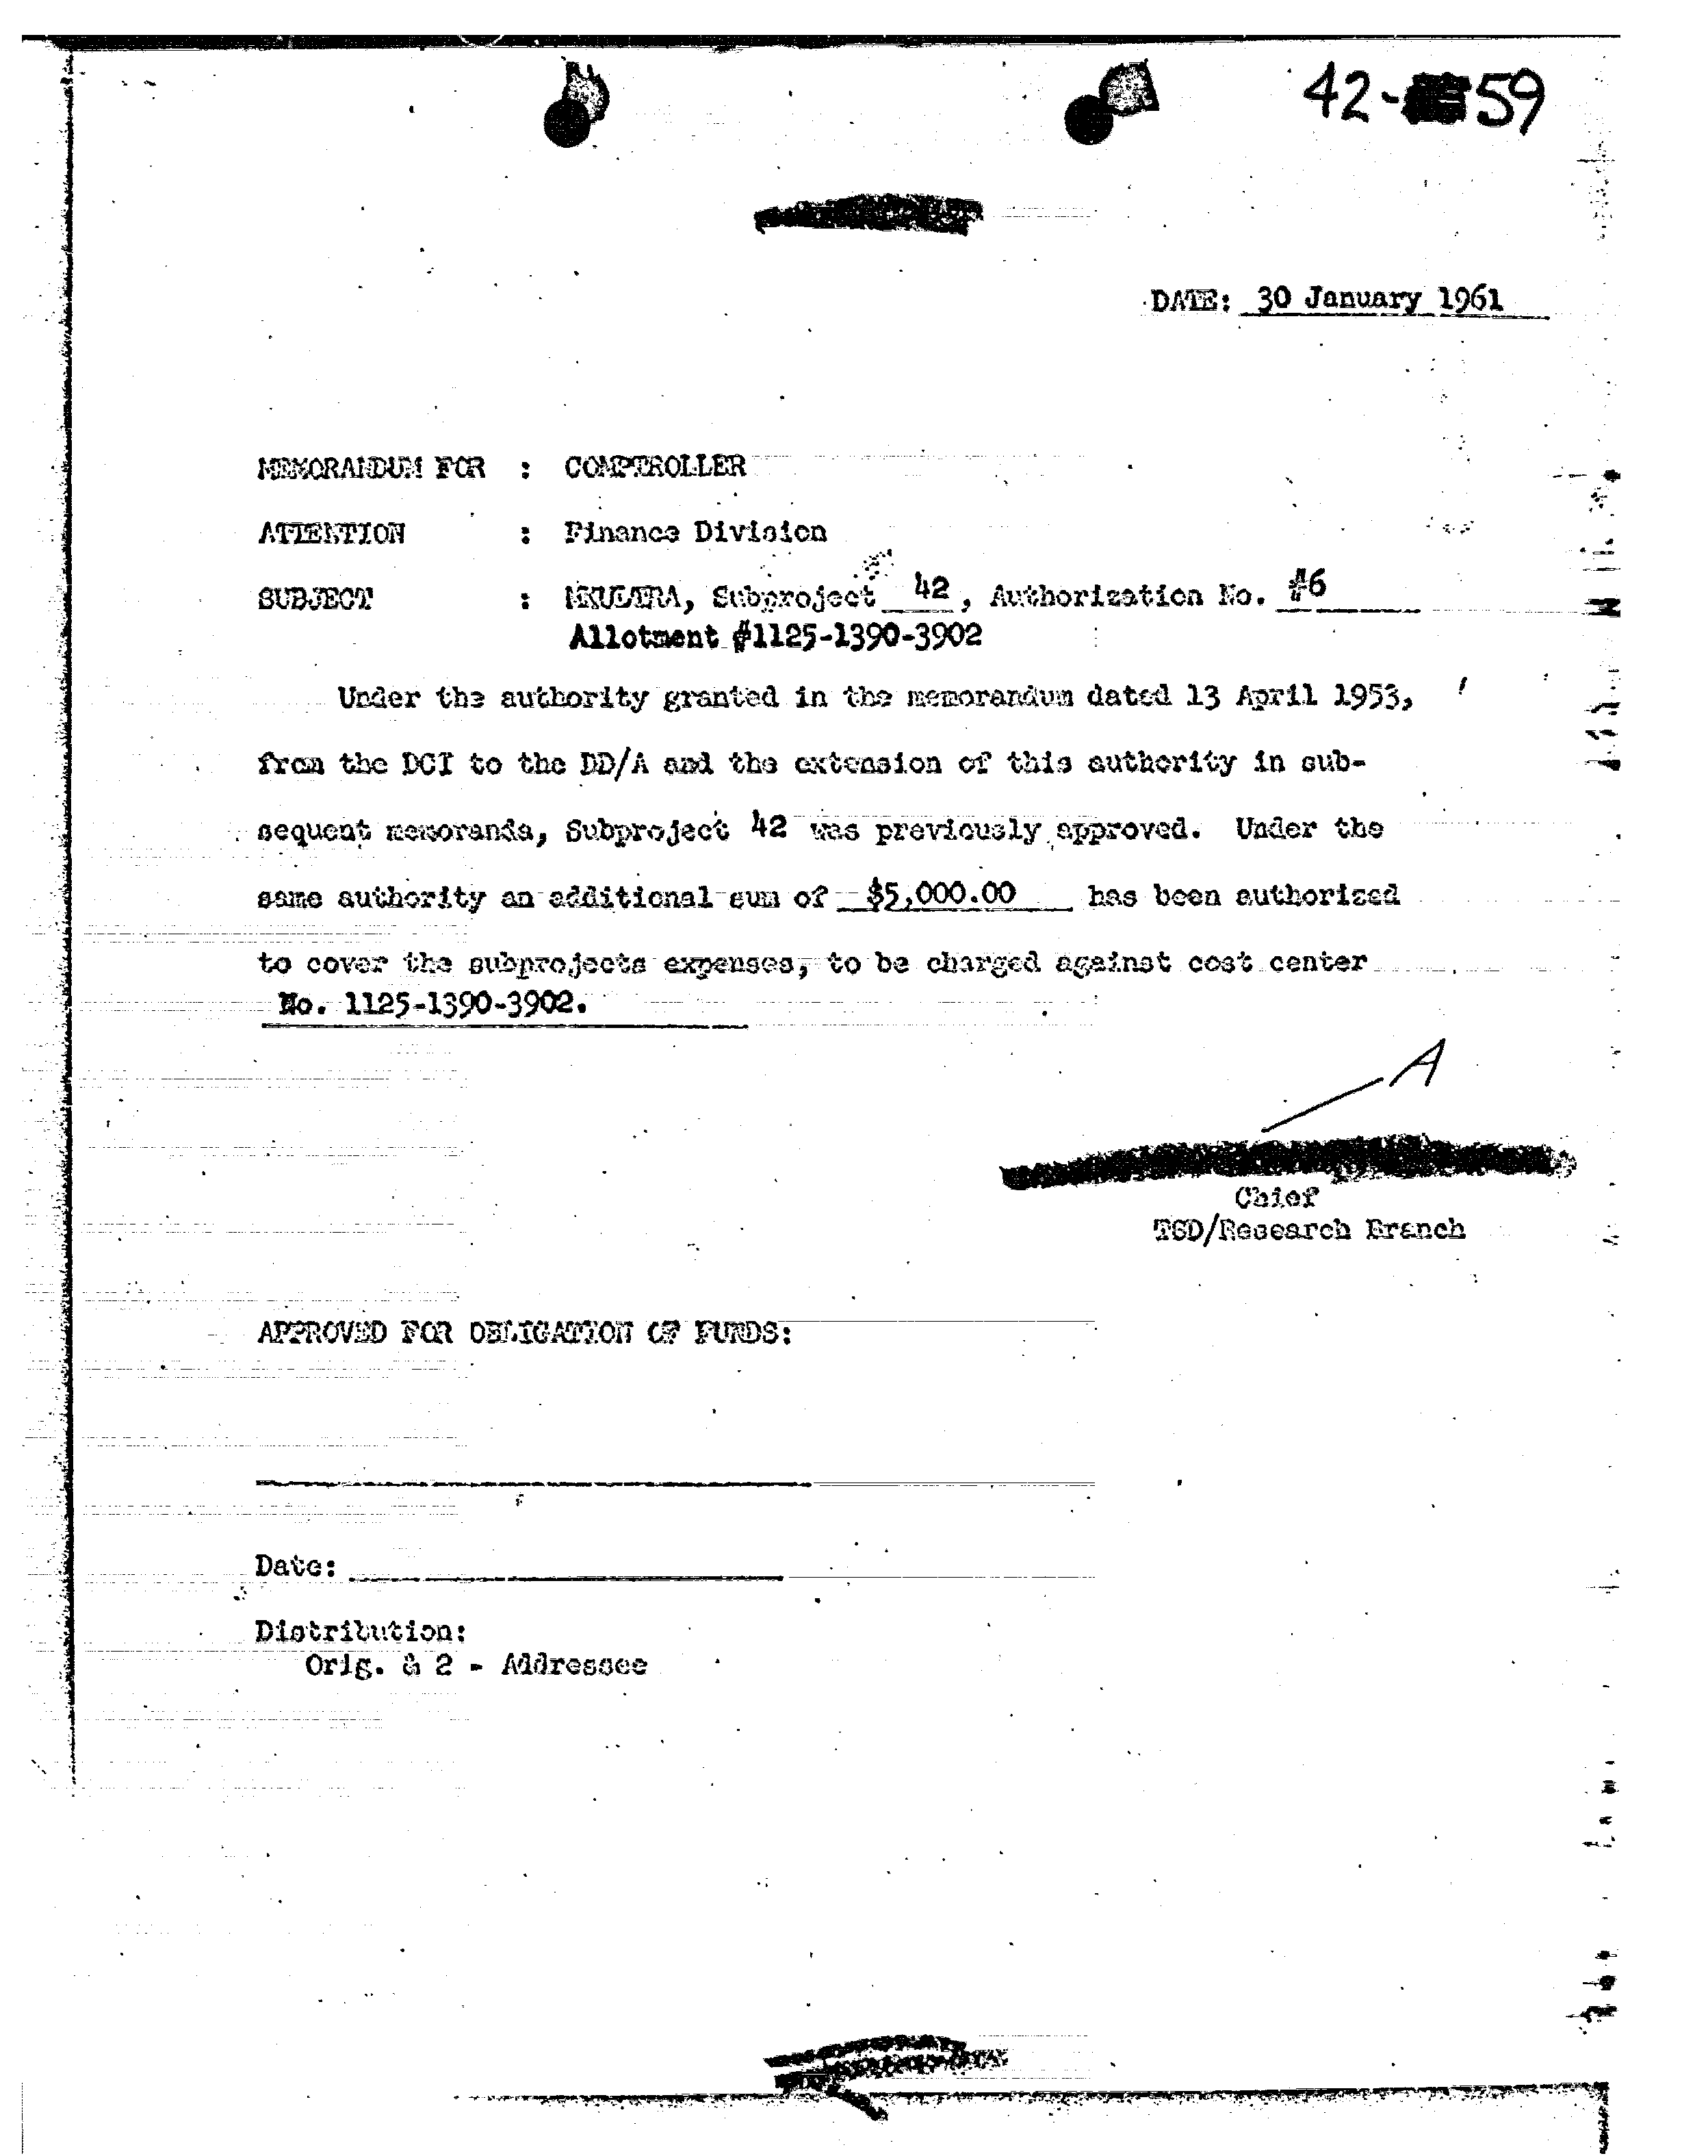 42- 59
DATE: 30 January 1961
MEMORANDUM FOR : COMPTROLLER
ATTENTION : Finance Division
SUBJECT : MKULTRA, Subproject 42, Authorization No. #6
Allotment #1125-1390-3902
Under the authority granted in the memorandum dated 13 April 1953,
from the DCI to the DD/A and the extension of this authority in sub-
sequent memoranda, Subproject 42 was previously approved. Under the
same authority an additional sum of $5,000.00 has been authorized
to cover the subprojects expenses, to be charged against cost center
No. 1125-1390-3902.
A
Chief
TSD/Research Branch
APPROVED FOR OBLIGATION OF FUNDS:
Date:
Distribution:
Orig. & 2 - Addressee